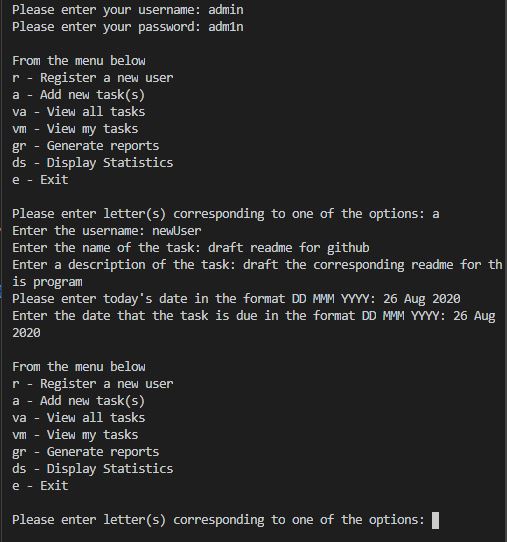 Please enter your username: admin
Please enter your password: adm1n
From the menu below
r - Register a new user
a - Add new task(s)
va - View all tasks
vm - View my tasks
gr - Generate reports
ds - Display Statistics
e - Exit
Please enter letter(s) corresponding to one of the options: a
Enter the username: newUser
Enter the name of the task: draft readme for github
Enter a description of the task: draft the corresponding readme for th
is program
Please enter today's date in the format DD MMM YYYY: 26 Aug 2020
Enter the date that the task is due in the format DD MMM YYYY: 26 Aug
2020
From the menu below
r - Register a new user
a - Add new task(s)
va - View all tasks
vm - View my tasks
gr - Generate reports
ds - Display Statistics
e - Exit
Please enter letter(s) corresponding to one of the options: